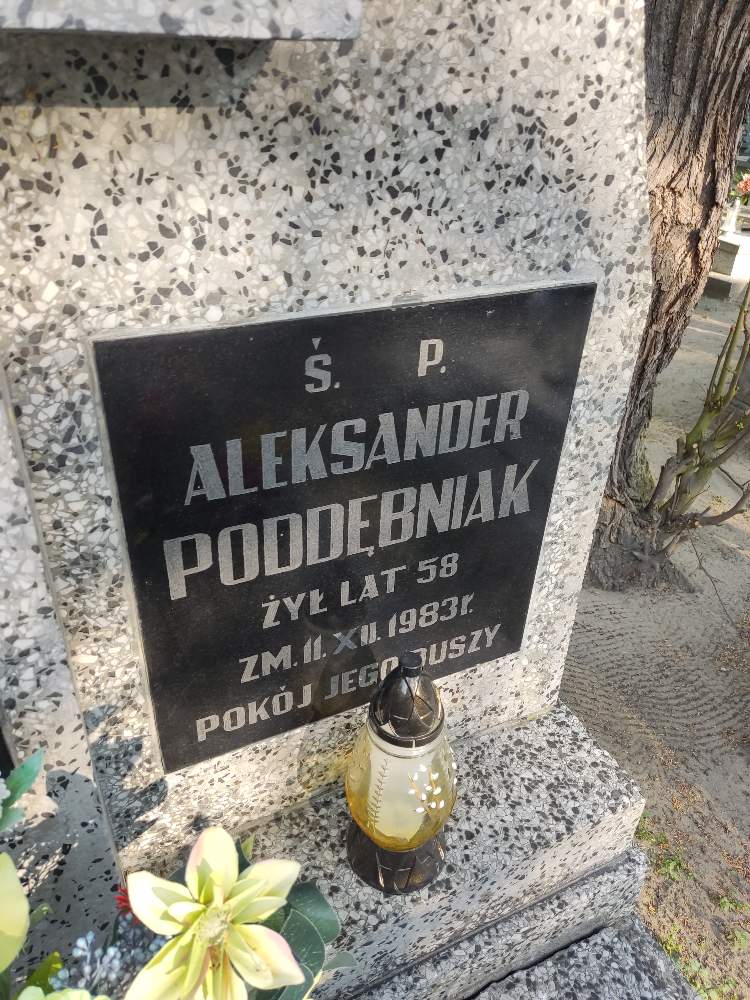 Ś. P.
ALEKSANDER
PODDĘBNIAK
ŻYŁ LAT 58
ZM. 11. XII. 1983r.
POKÓJ JEGO DUSZY